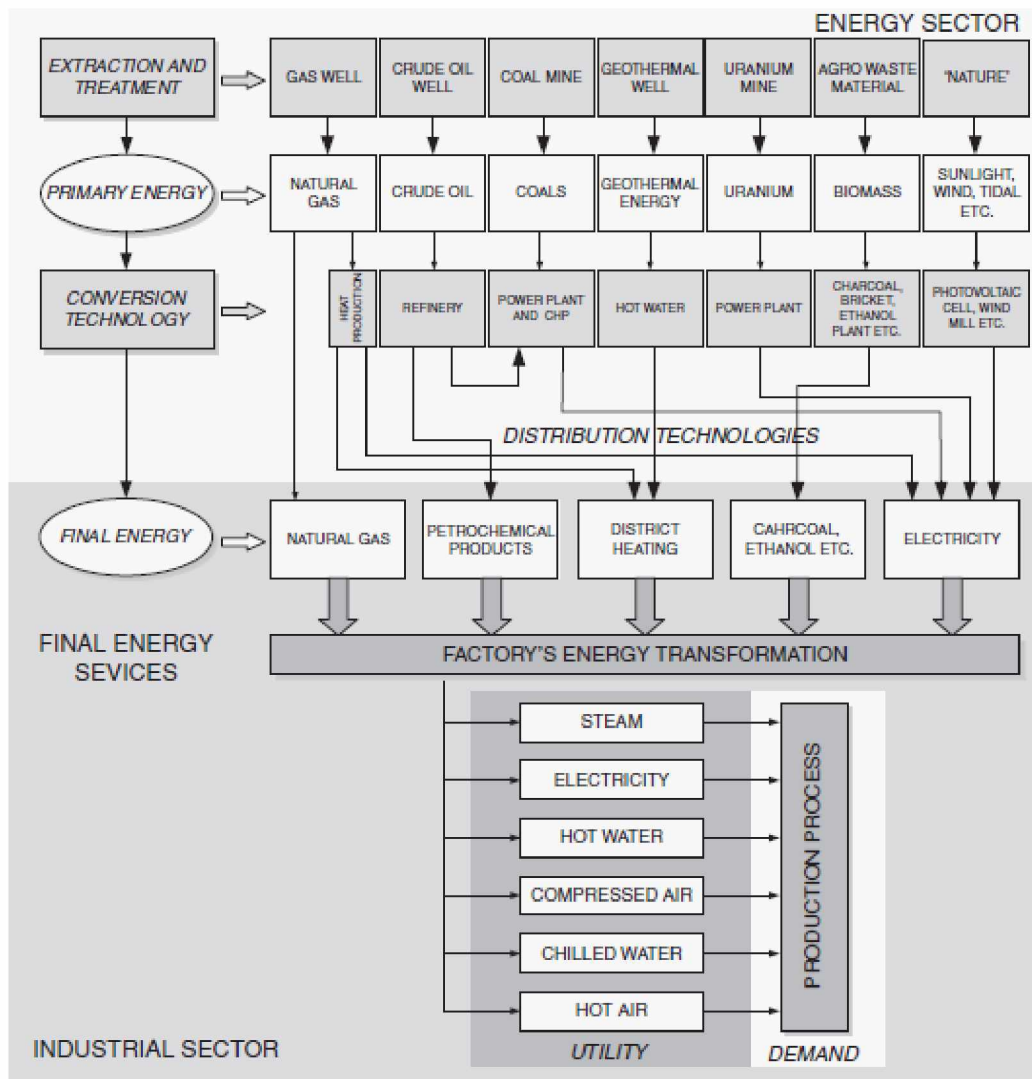 ENERGY SECTOR
EXTRACTION AND
TREATMENT
GAS WELL
CRUDE OIL
WELL
COAL MINE
GEOTHERMAL
WELL
URANIUM
MINE
AGRO WASTE
MATERIAL
'NATURE'
PRIMARY ENERGY
NATURAL
GAS
CRUDE OIL
COALS
GEOTHERMAL
ENERGY
URANIUM
BIOMASS
SUNLIGHT,
WIND, TIDAL
ETC.
CONVERSION
TECHNOLOGY
HEAT
PRODUCTION
REFINERY
POWER PLANT
AND CHP
HOT WATER
POWER PLANT
CHARCOAL,
BRICKET,
ETHANOL
PLANT ETC.
PHOTOVOLTAIC
CELL, WIND
MILL ETC.
DISTRIBUTION TECHNOLOGIES
FINAL ENERGY
NATURAL GAS
PETROCHEMICAL
PRODUCTS
DISTRICT
HEATING
CAHRCOAL,
ETHANOL ETC.
ELECTRICITY
FINAL ENERGY
SEVICES
FACTORY'S ENERGY TRANSFORMATION
STEAM
ELECTRICITY
HOT WATER
COMPRESSED AIR
CHILLED WATER
HOT AIR
PRODUCTION PROCESS
UTILITY
DEMAND
INDUSTRIAL SECTOR